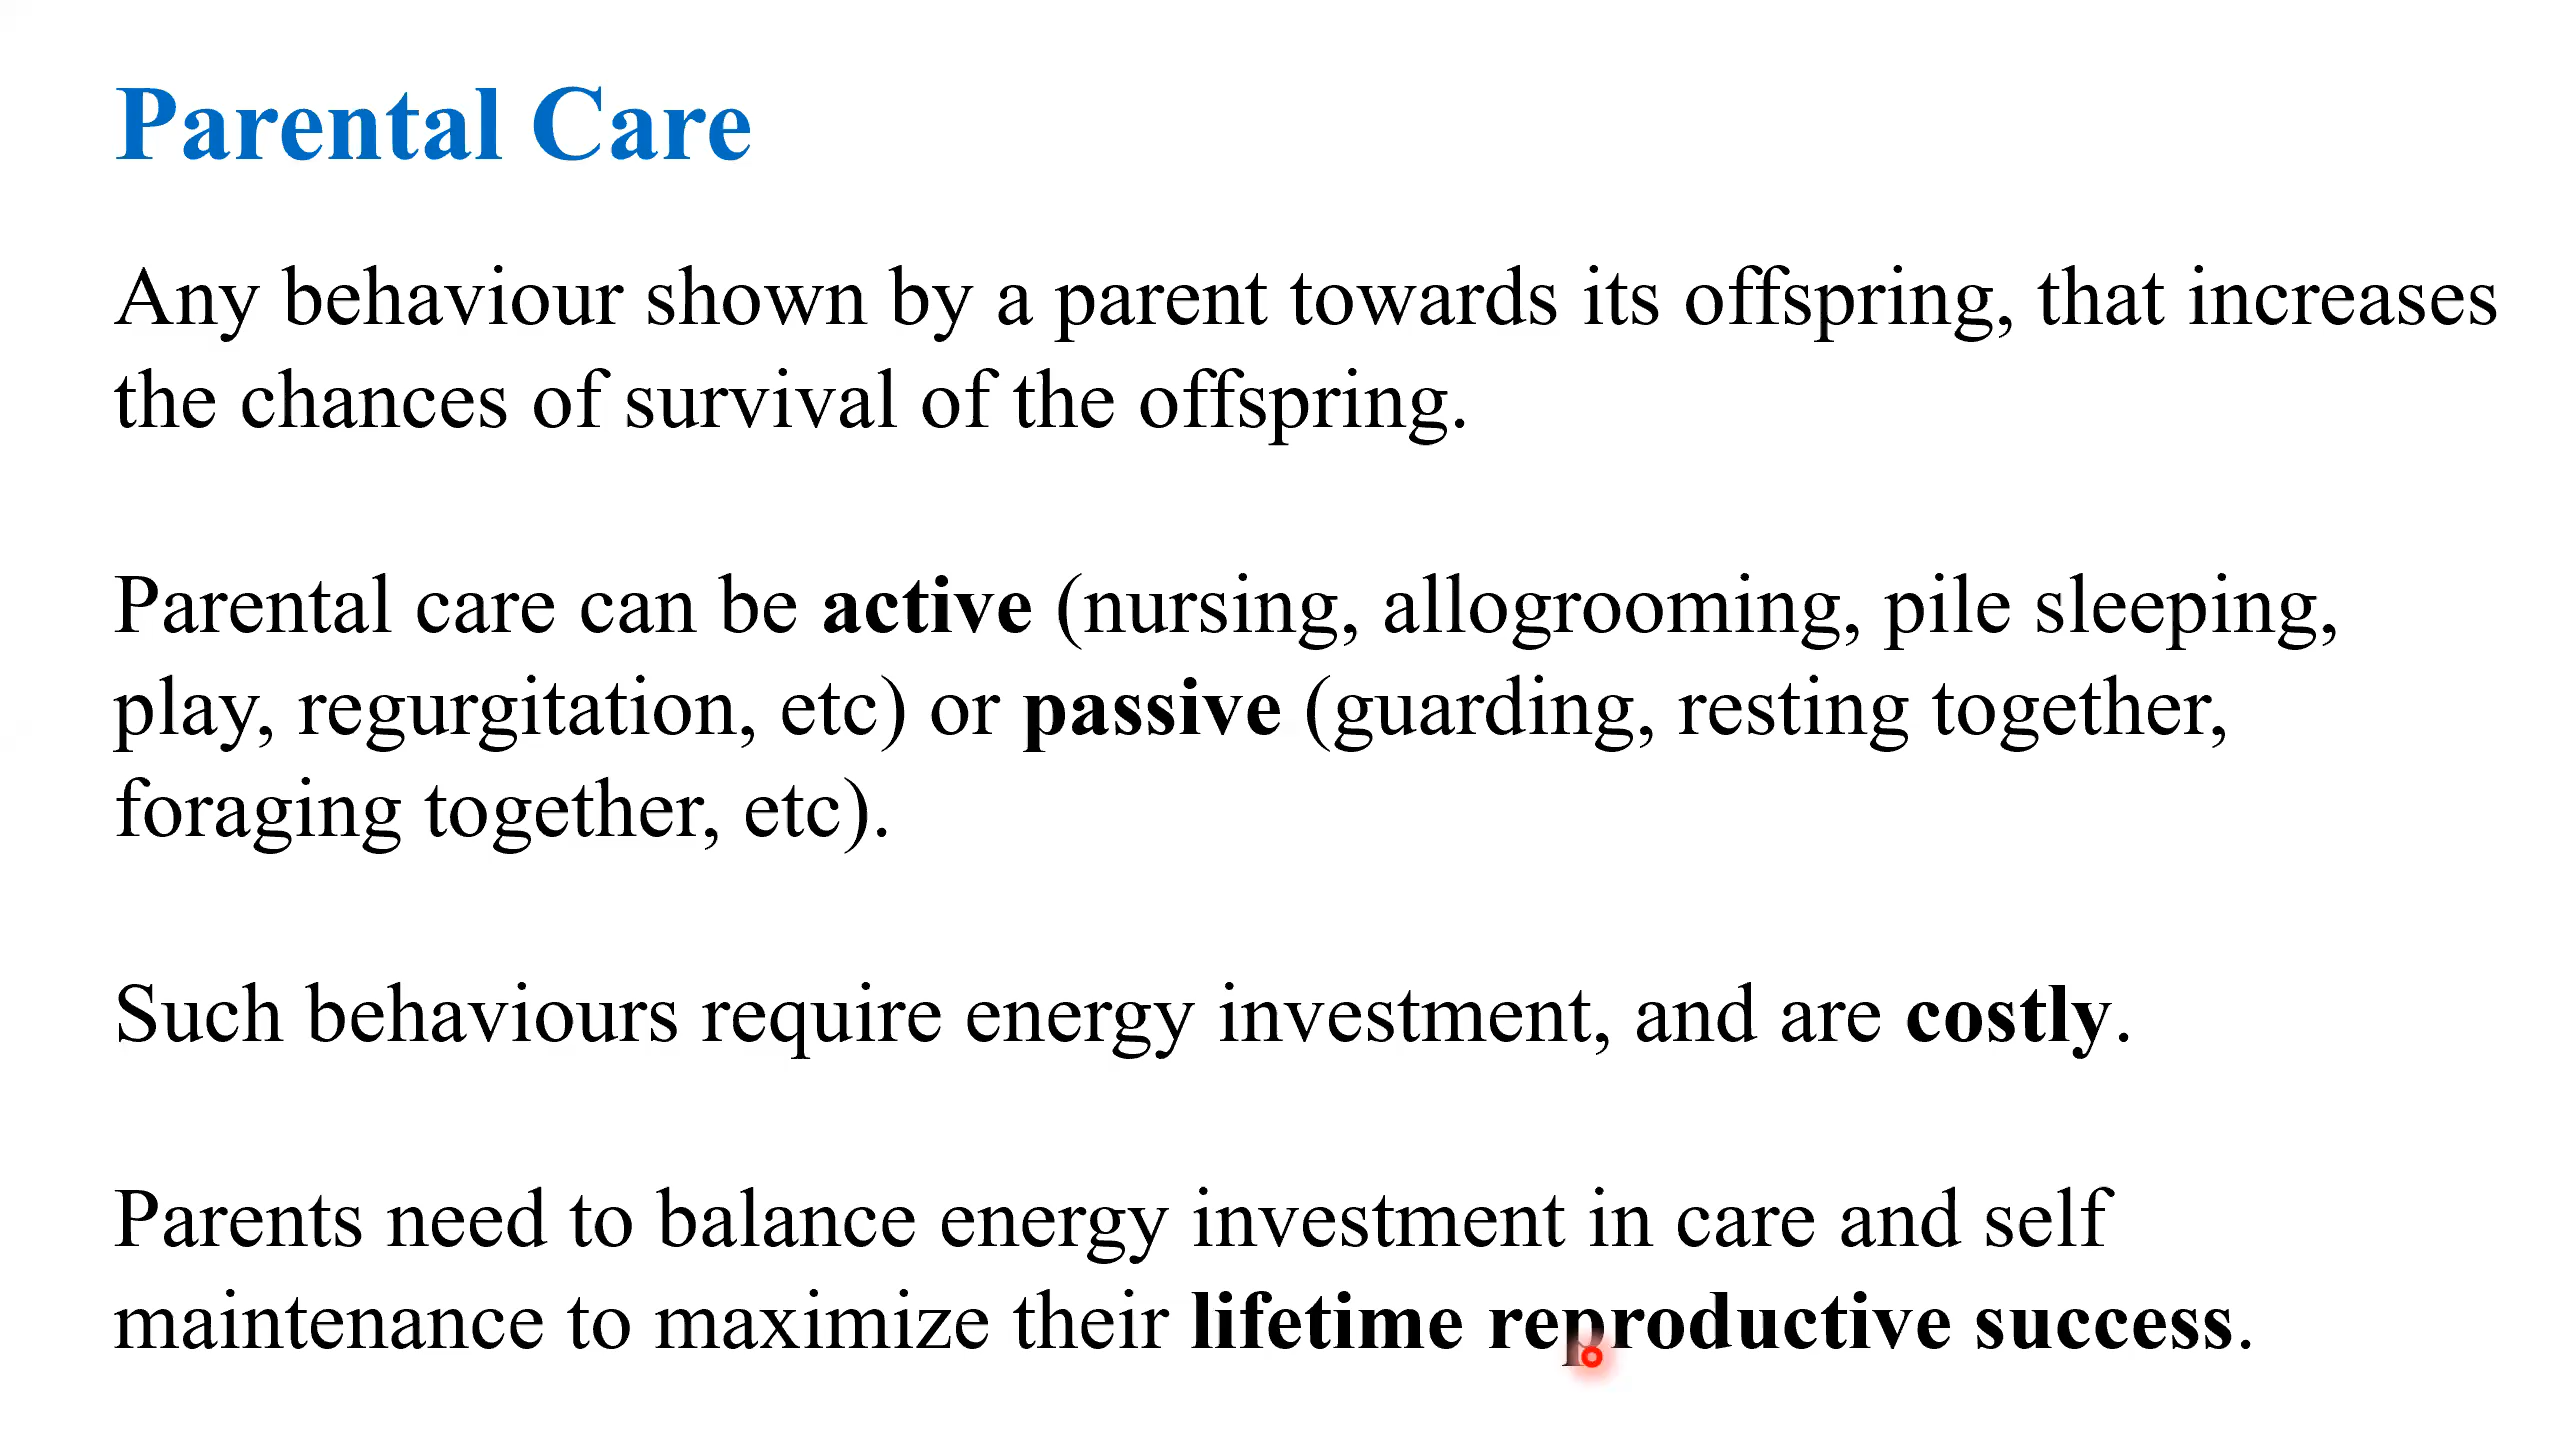 Parental Care
Any behaviour shown by a parent towards its offspring, that increases
the chances of survival of the offspring.
Parental care can be active (nursing, allogrooming, pile sleeping,
play, regurgitation, etc) or passive (guarding, resting together,
foraging together, etc).
Such behaviours require energy investment, and are costly.
Parents need to balance energy investment in care and self
maintenance to maximize their lifetime reproductive success.